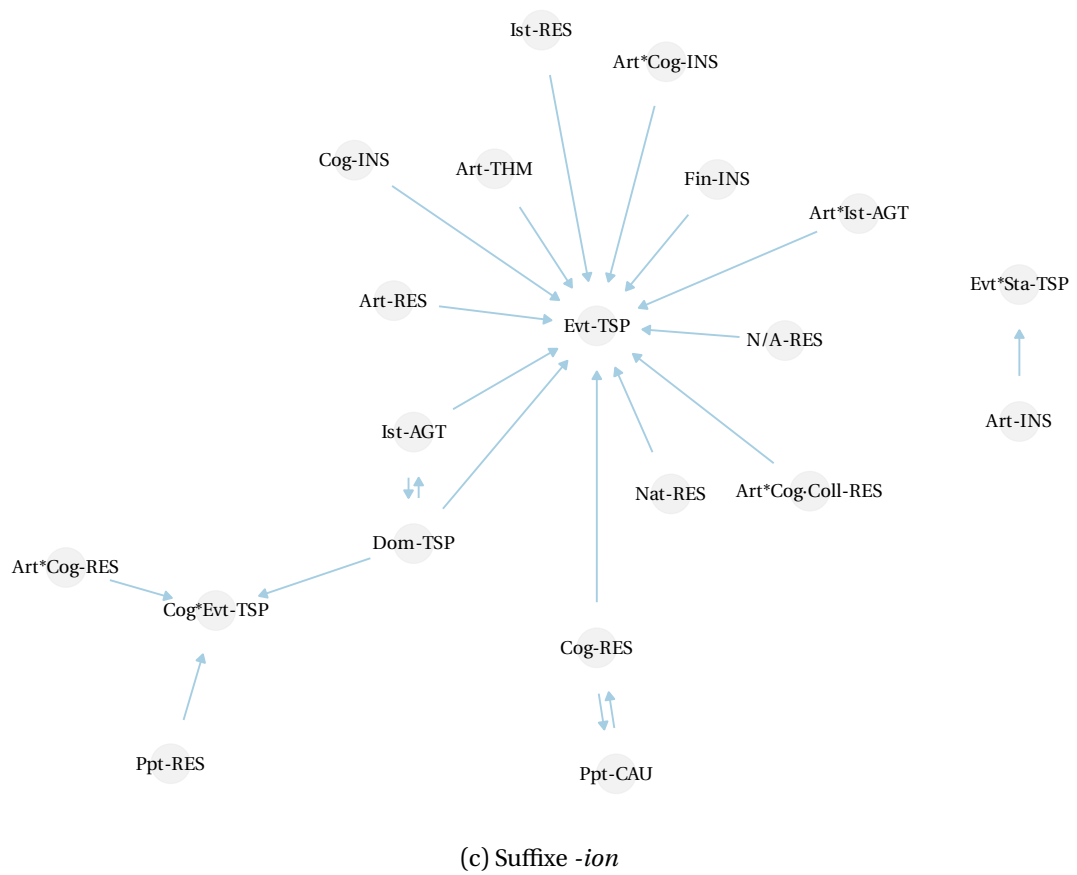 Ist-RES
Art*Cog-INS
Cog-INS
Art-THM
Fin-INS
Art*Ist-AGT
Evt*Sta-TSP
Art-RES
Evt-TSP
N/A-RES
Art-INS
Ist-AGT
Nat-RES
Art*Cog·Coll-RES
Dom-TSP
Art*Cog-RES
Cog*Evt-TSP
Cog-RES
Ppt-RES
Ppt-CAU
(c) Suffixe -ion